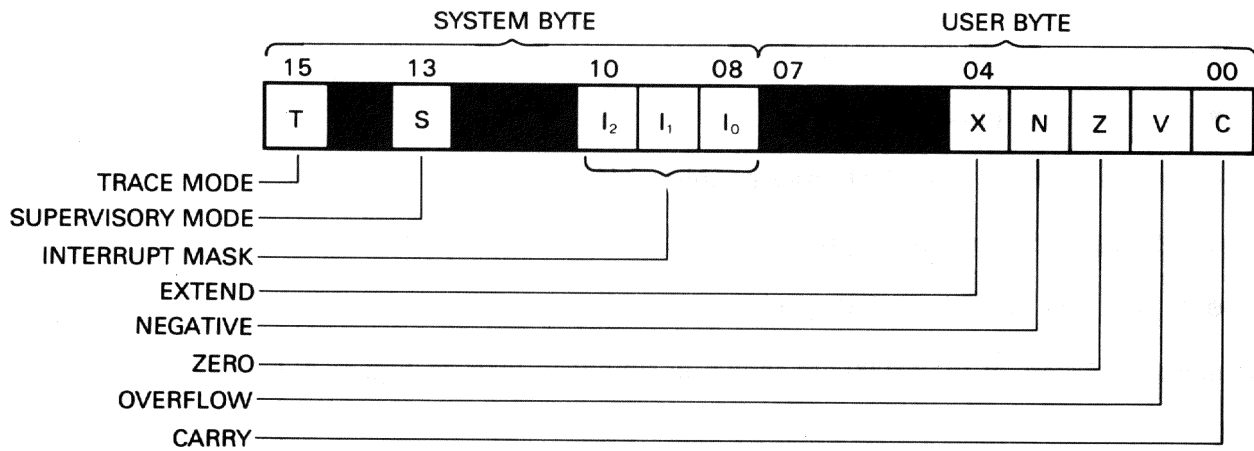 SYSTEM BYTE USER BYTE
15 13 10 08 07 04 00
T S I₂ I₁ I₀ X N Z V C
TRACE MODE
SUPERVISORY MODE
INTERRUPT MASK
EXTEND
NEGATIVE
ZERO
OVERFLOW
CARRY